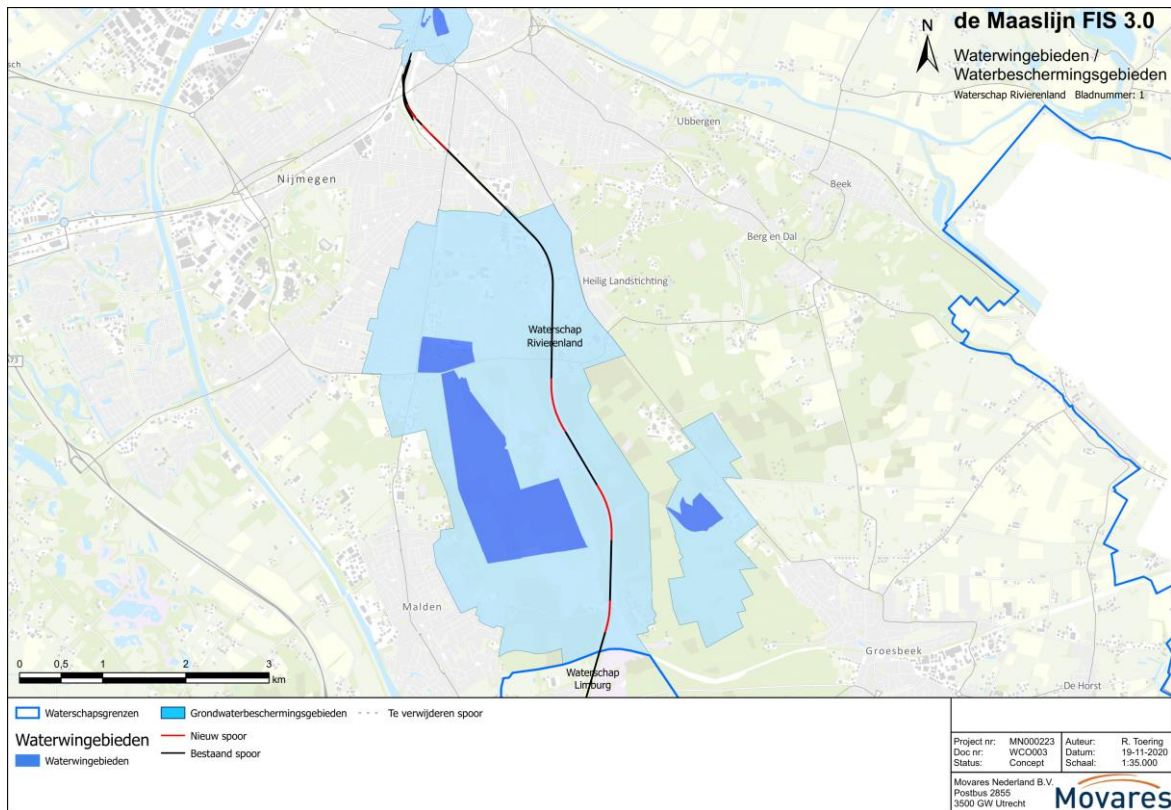 de Maaslijn FIS 3.0
N
Waterwingebieden /
Waterbeschermingsgebieden
Waterschap Rivierenland Bladnummer: 1
Ubbergen
Nijmegen
Beek
Berg en Dal
Heilig Landstichting
Waterschap
Rivierenland
A73
Malden
Groesbeek
Waterschap
Limburg
De Horst
0 0,5 1 2 3
km
Waterschapsgrenzen
Grondwaterbeschermingsgebieden
Te verwijderen spoor
Waterwingebieden
Nieuw spoor
Waterwingebieden
Bestaand spoor
Project nr: MN000223
Doc nr: WCO003
Status: Concept
Auteur: R. Toering
Datum: 19-11-2020
Schaal: 1:35.000
Movares Nederland B.V.
Postbus 2855
3500 GW Utrecht
Movares